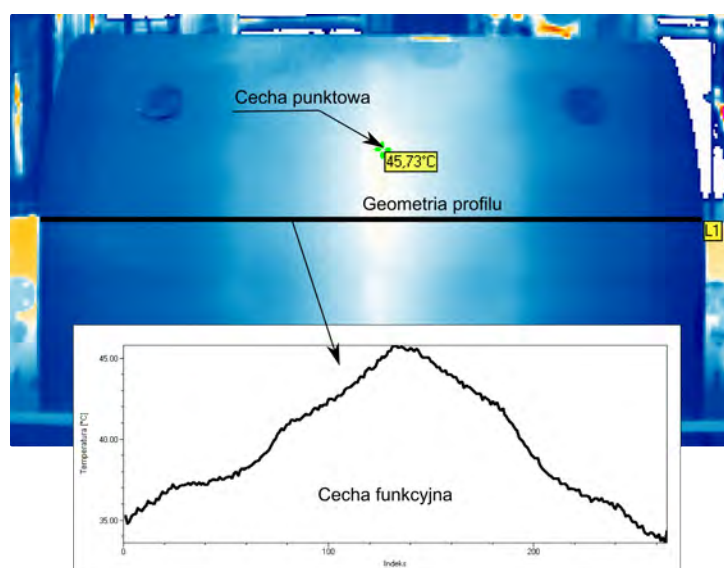 Cecha punktowa
45,73°C
Geometria profilu
L1
45.00
40.00
35.00
Temperatura [°C]
Cecha funkcyjna
0
100
200
Indeks